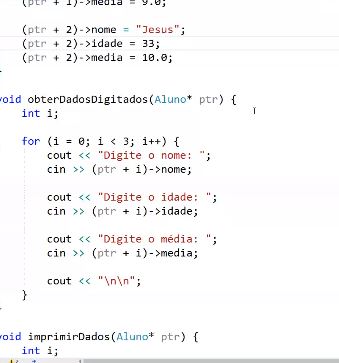 (ptr + 1)->media = 9.0;
(ptr + 2)->nome = "Jesus";
(ptr + 2)->idade = 33;
(ptr + 2)->media = 10.0;
void obterDadosDigitados(Aluno* ptr) {
int i;
for (i = 0; i < 3; i++) {
cout << "Digite o nome: ";
cin >> (ptr + i)->nome;
cout << "Digite o idade: ";
cin >> (ptr + i)->idade;
cout << "Digite o média: ";
cin >> (ptr + i)->media;
cout << "\n\n";
}
void imprimirDados(Aluno* ptr) {
int i;